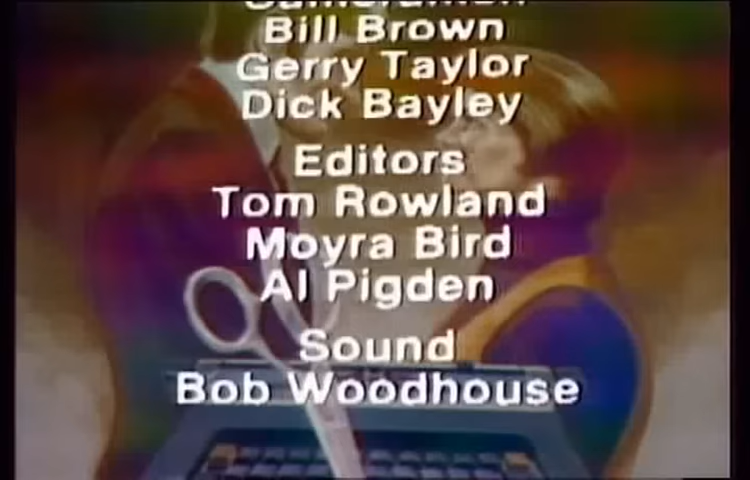 Bill Brown
Gerry Taylor
Dick Bayley
Editors
Tom Rowland
Moyra Bird
Al Pigden
Sound
Bob Woodhouse